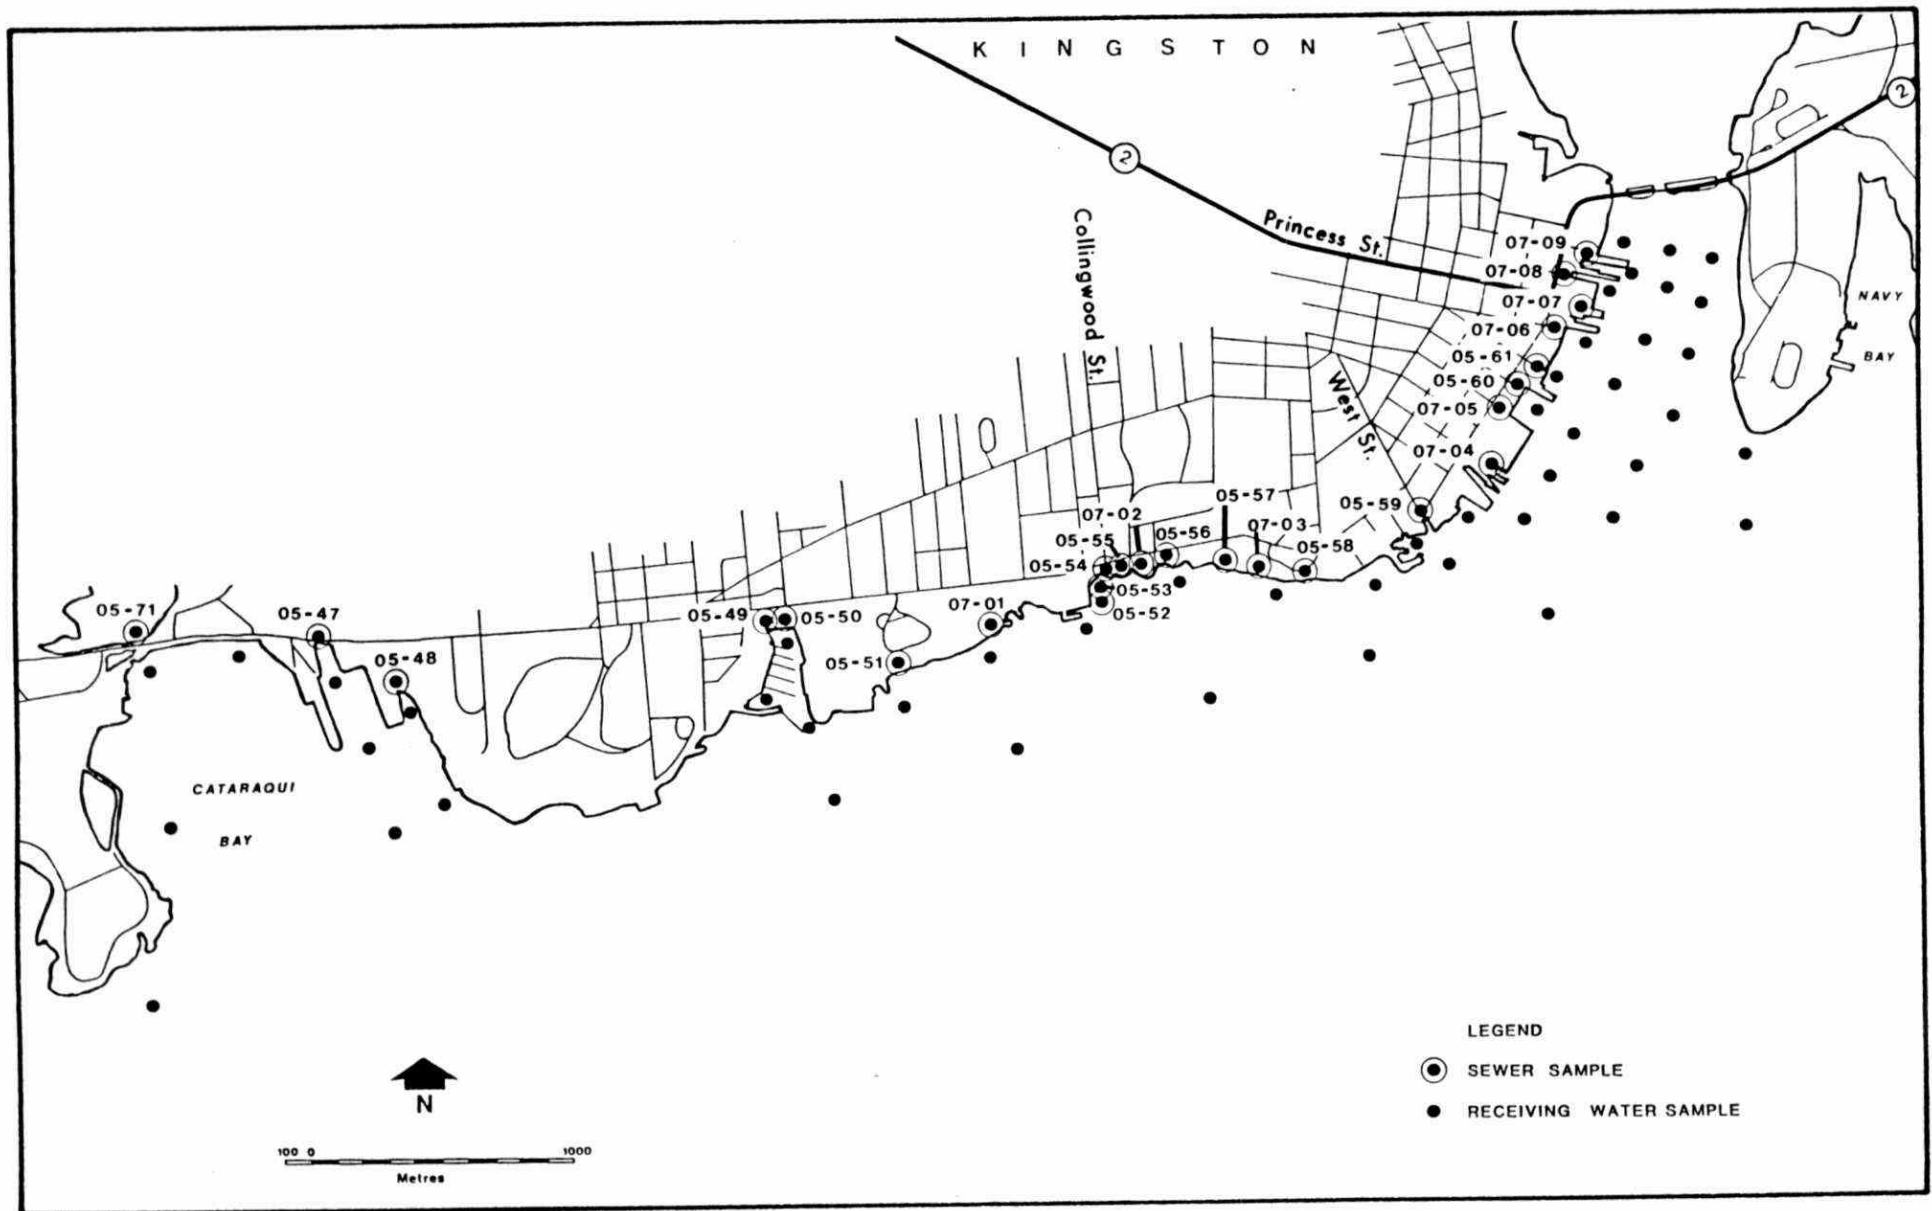 KINGSTON
2
2
Princess St.
Collingwood St.
West St.
07-09
07-08
07-07
07-06
05-61
05-60
07-05
07-04
NAVY
BAY
05-59
05-57
07-02
07-03
05-56
05-55
05-58
05-54
05-53
05-52
07-01
05-71
05-47
05-49
05-50
05-48
05-51
CATARAQUI
BAY
LEGEND
SEWER SAMPLE
RECEIVING WATER SAMPLE
N
100 0 1000
Metres